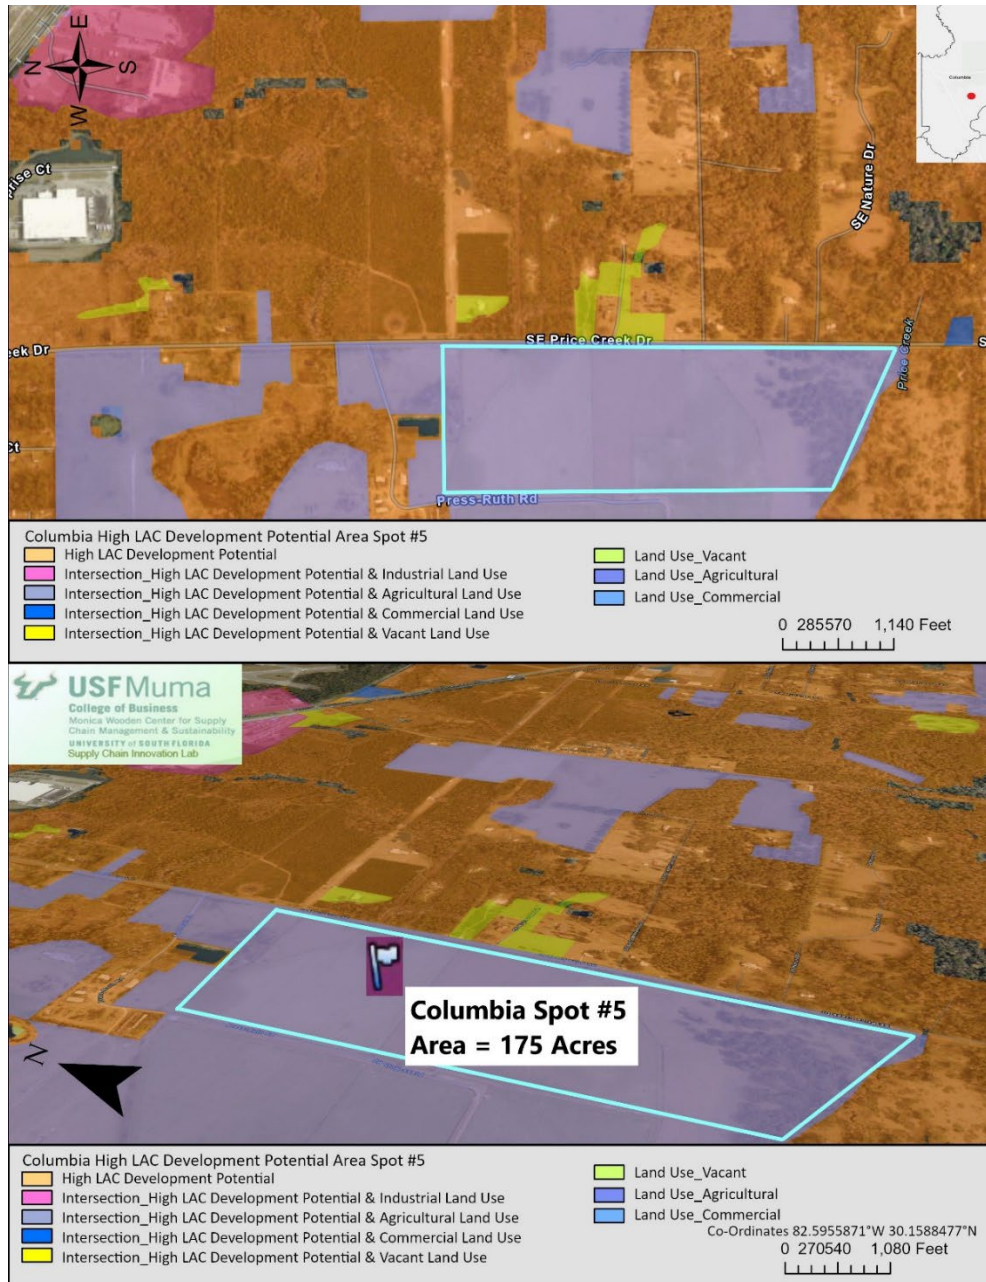 E
N
S
W
Columbia
prise Ct
SE Nature Dr
SE Price Creek Dr
eek Dr
S
Price Creek
Ct
Press-Ruth Rd
Columbia High LAC Development Potential Area Spot #5
High LAC Development Potential
Intersection_High LAC Development Potential & Industrial Land Use
Intersection_High LAC Development Potential & Agricultural Land Use
Intersection_High LAC Development Potential & Commercial Land Use
Intersection_High LAC Development Potential & Vacant Land Use
Land Use_Vacant
Land Use_Agricultural
Land Use_Commercial
0 285570 1,140 Feet
USF Muma
College of Business
Monica Wooden Center for Supply
Chain Management & Sustainability
UNIVERSITY of SOUTH FLORIDA
Supply Chain Innovation Lab
Columbia Spot #5
Area = 175 Acres
N
Columbia High LAC Development Potential Area Spot #5
High LAC Development Potential
Intersection_High LAC Development Potential & Industrial Land Use
Intersection_High LAC Development Potential & Agricultural Land Use
Intersection_High LAC Development Potential & Commercial Land Use
Intersection_High LAC Development Potential & Vacant Land Use
Land Use_Vacant
Land Use_Agricultural
Land Use_Commercial
Co-Ordinates 82.5955871°W 30.1588477°N
0 270540 1,080 Feet